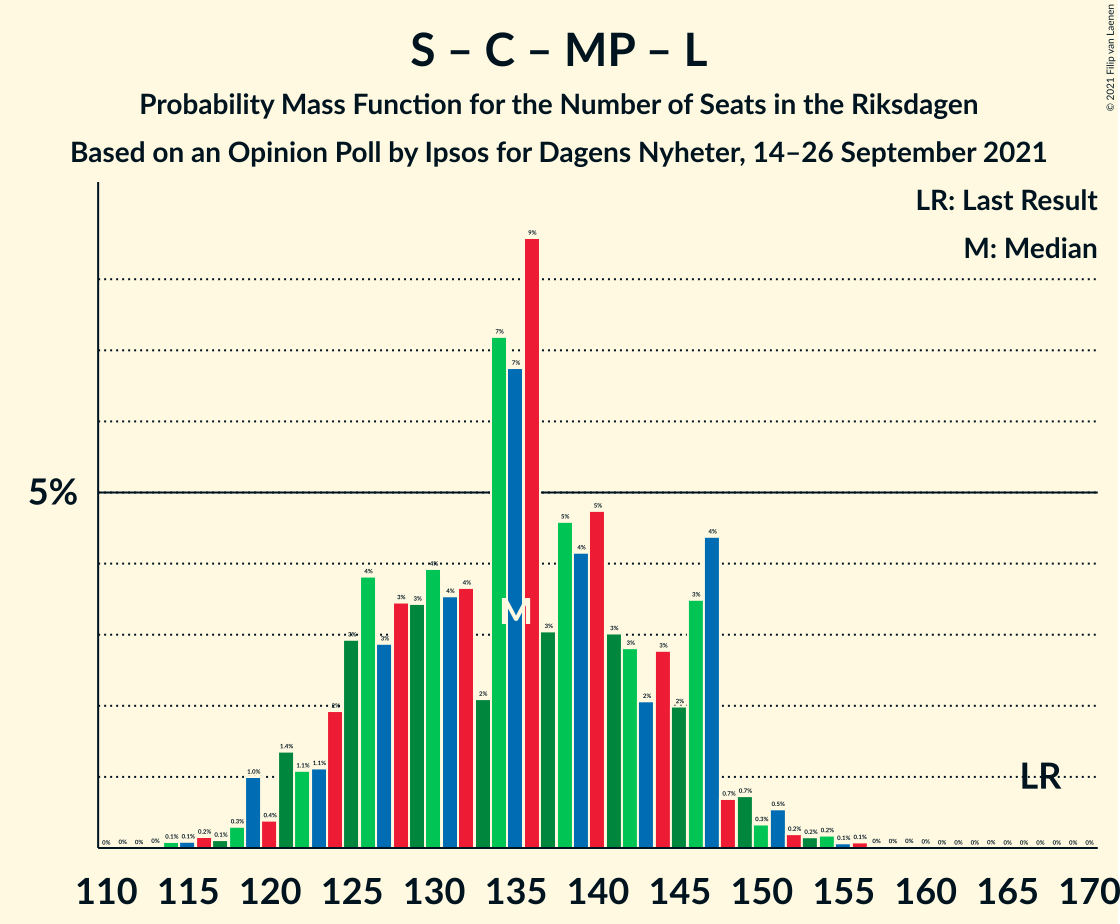 S – C – MP – L
Probability Mass Function for the Number of Seats in the Riksdagen
Based on an Opinion Poll by Ipsos for Dagens Nyheter, 14–26 September 2021
© 2021 Filip van Laenen
LR: Last Result
M: Median
5%
0% 0% 0% 0% 0.1% 0.1% 0.2% 0.1% 0.3% 1.0% 0.4% 1.4% 1.1% 1.1% 2% 3% 4% 3% 3% 3% 4% 4% 4% 2% 7% 7% 9% 3% 5% 4% 5% 3% 3% 2% 3% 2% 3% 4% 0.7% 0.7% 0.3% 0.5% 0.2% 0.2% 0.2% 0.1% 0.1% 0% 0% 0% 0% 0% 0% 0% 0% 0% 0% 0% 0% 0% 0%
M
LR
110 115 120 125 130 135 140 145 150 155 160 165 170